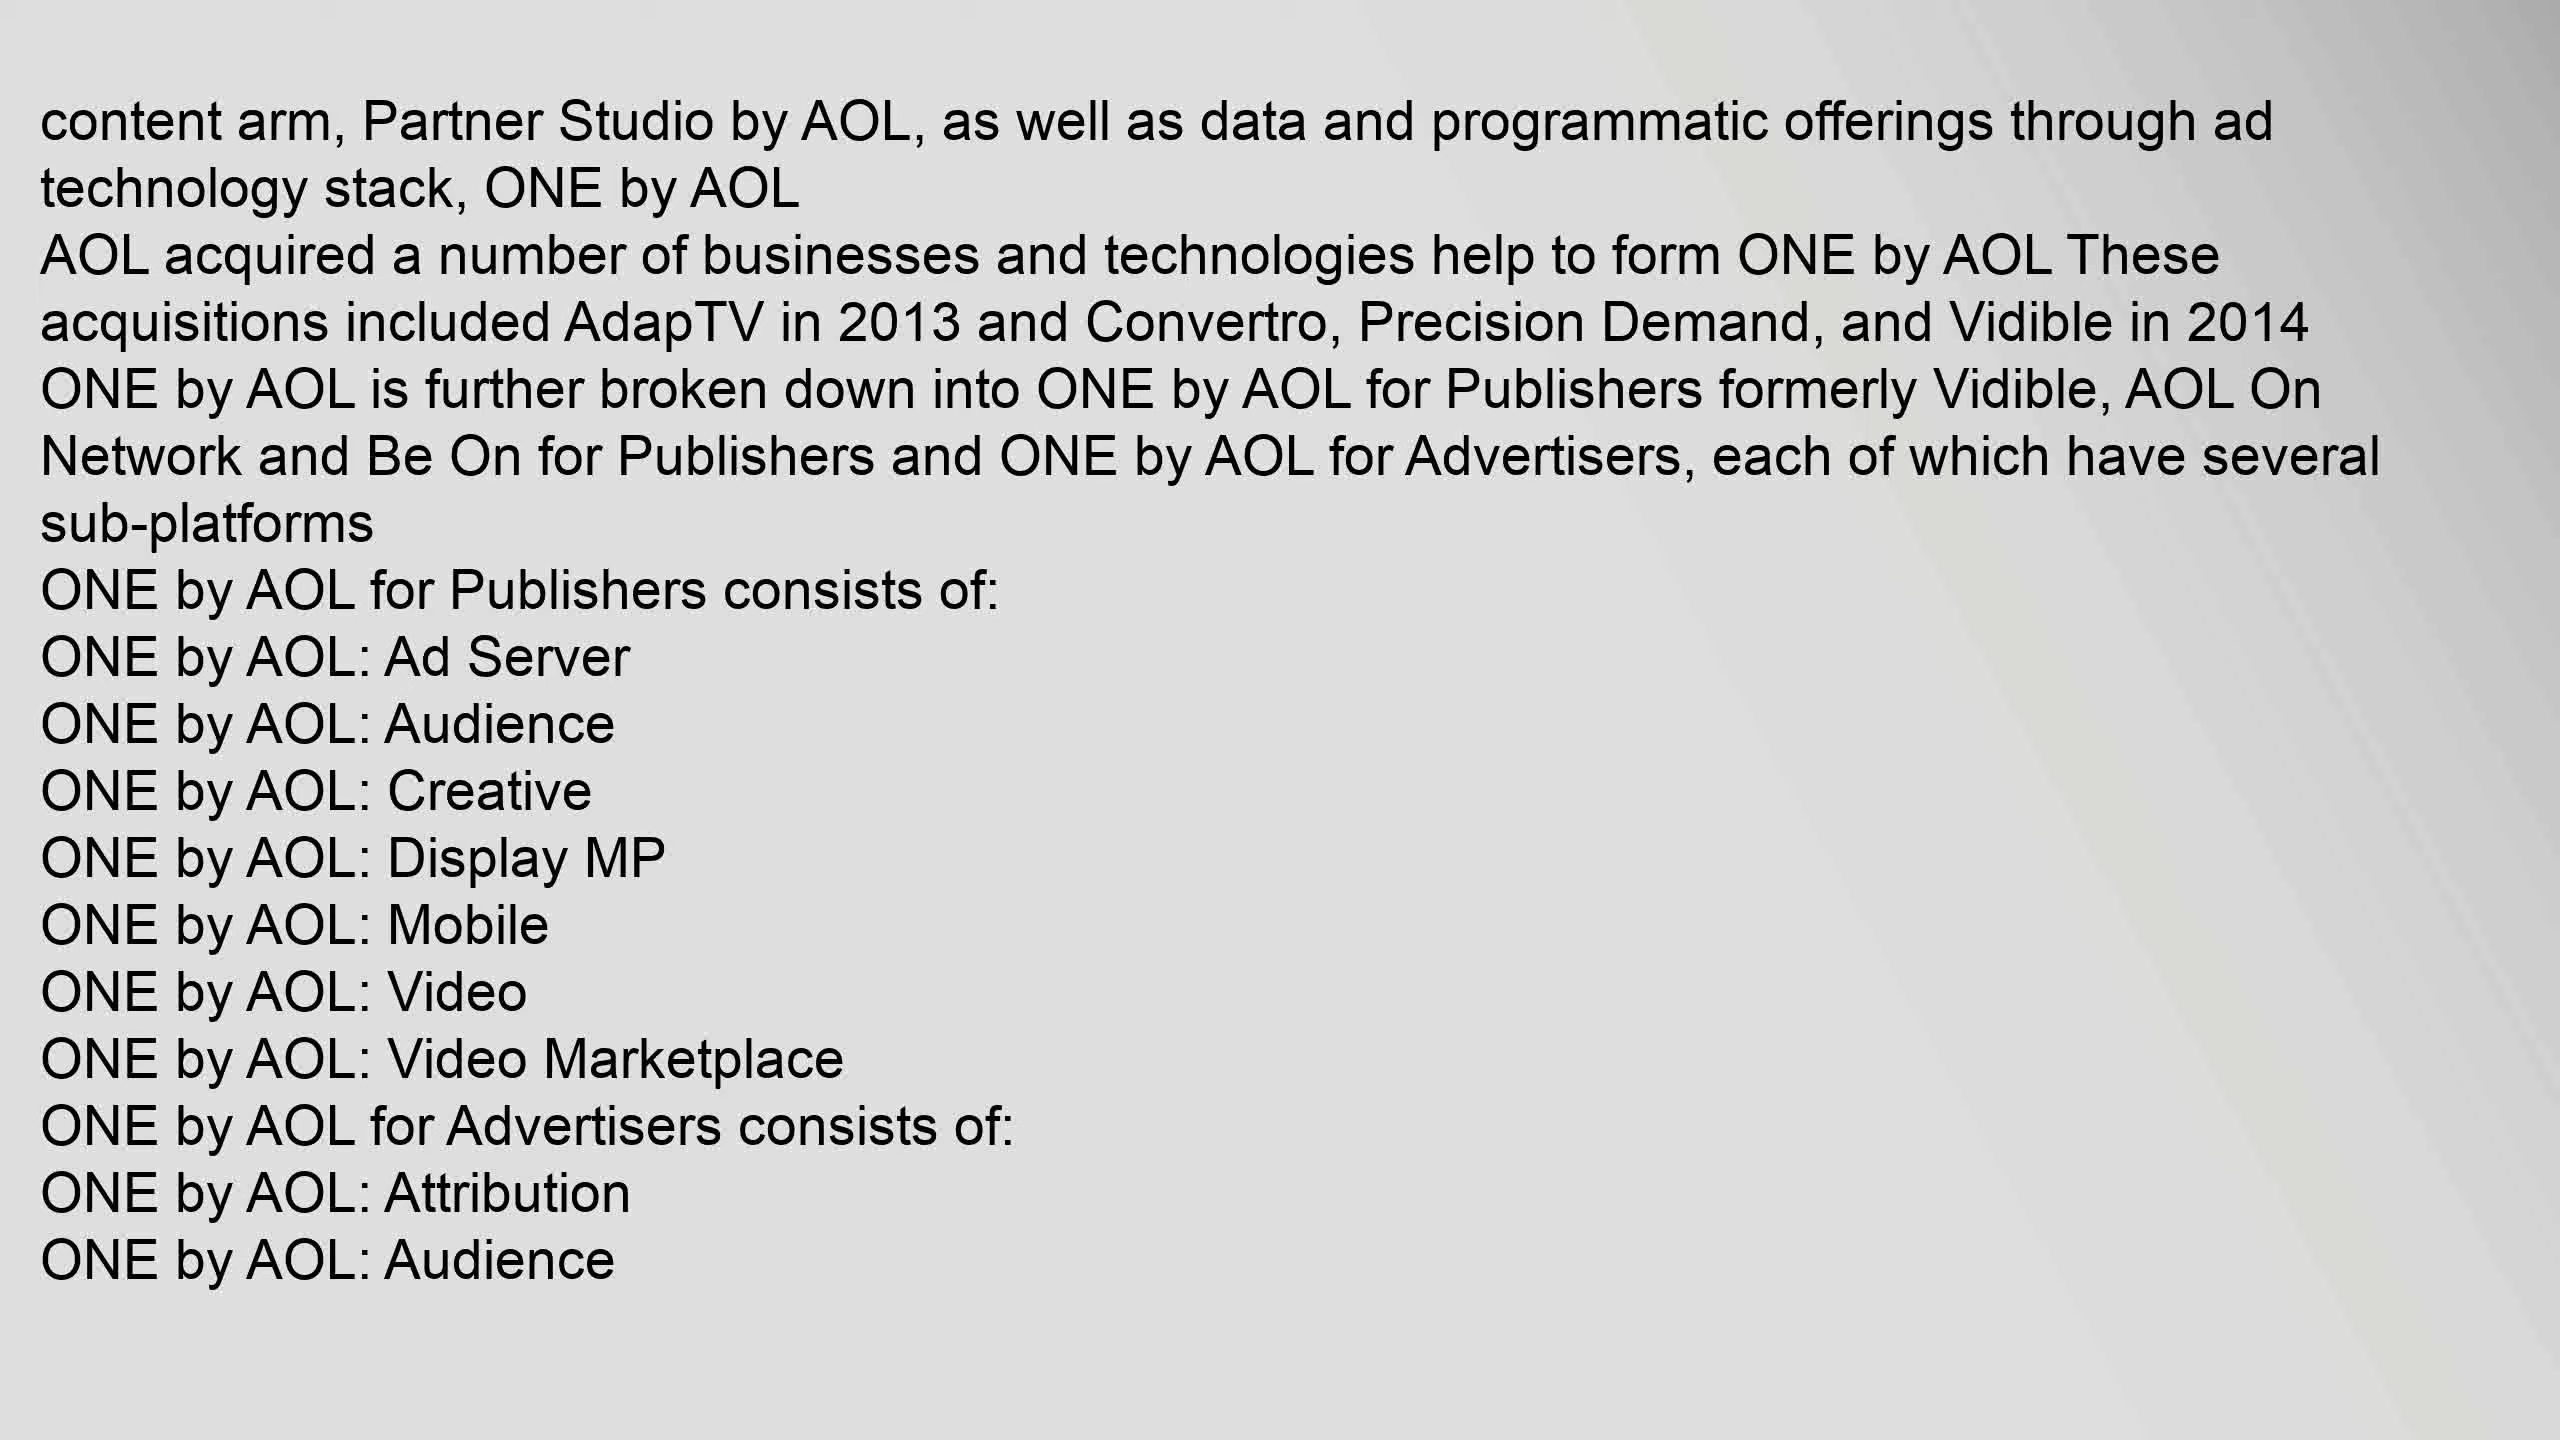 content arm, Partner Studio by AOL, as well as data and programmatic offerings through ad
technology stack, ONE by AOL
AOL acquired a number of businesses and technologies help to form ONE by AOL These
acquisitions included AdapTV in 2013 and Convertro, Precision Demand, and Vidible in 2014
ONE by AOL is further broken down into ONE by AOL for Publishers formerly Vidible, AOL On
Network and Be On for Publishers and ONE by AOL for Advertisers, each of which have several
sub-platforms
ONE by AOL for Publishers consists of:
ONE by AOL: Ad Server
ONE by AOL: Audience
ONE by AOL: Creative
ONE by AOL: Display MP
ONE by AOL: Mobile
ONE by AOL: Video
ONE by AOL: Video Marketplace
ONE by AOL for Advertisers consists of:
ONE by AOL: Attribution
ONE by AOL: Audience